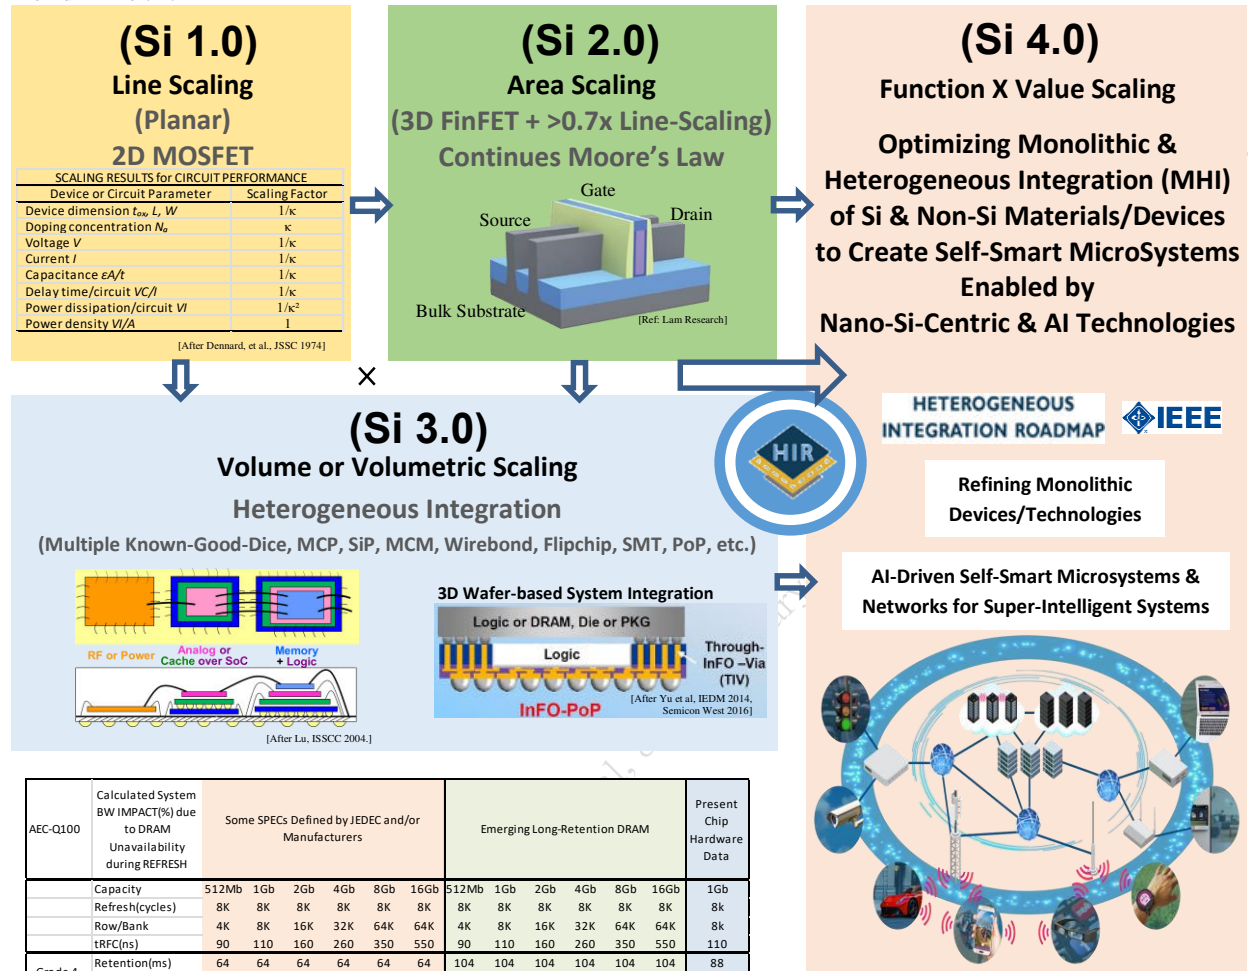 (Si 1.0)
Line Scaling
(Planar)
2D MOSFET
SCALING RESULTS for CIRCUIT PERFORMANCE
Device or Circuit Parameter Scaling Factor
Device dimension tox, L, W 1/κ
Doping concentration Na κ
Voltage V 1/κ
Current I 1/κ
Capacitance εA/t 1/κ
Delay time/circuit VC/I 1/κ
Power dissipation/circuit VI 1/κ²
Power density VI/A 1
[After Dennard, et al., JSSC 1974]
(Si 2.0)
Area Scaling
(3D FinFET + >0.7x Line-Scaling)
Continues Moore's Law
Gate
Source
Drain
Bulk Substrate
[Ref: Lam Research]
×
(Si 3.0)
Volume or Volumetric Scaling
Heterogeneous Integration
(Multiple Known-Good-Dice, MCP, SiP, MCM, Wirebond, Flipchip, SMT, PoP, etc.)
RF or Power
Analog or
Cache over SoC
Memory
+ Logic
[After Lu, ISSCC 2004.]
3D Wafer-based System Integration
Logic or DRAM, Die or PKG
Logic
Through-
InFO –Via
(TIV)
InFO-PoP
[After Yu et al, IEDM 2014,
Semicon West 2016]
(Si 4.0)
Function X Value Scaling
Optimizing Monolithic &
Heterogeneous Integration (MHI)
of Si & Non-Si Materials/Devices
to Create Self-Smart MicroSystems
Enabled by
Nano-Si-Centric & AI Technologies
HIR
HETEROGENEOUS
INTEGRATION ROADMAP
IEEE
Refining Monolithic
Devices/Technologies
AI-Driven Self-Smart Microsystems &
Networks for Super-Intelligent Systems
AEC-Q100
Calculated System
BW IMPACT(%) due
to DRAM
Unavailability
during REFRESH
Some SPECs Defined by JEDEC and/or
Manufacturers
Emerging Long-Retention DRAM
Present
Chip
Hardware
Data
Capacity 512Mb 1Gb 2Gb 4Gb 8Gb 16Gb 512Mb 1Gb 2Gb 4Gb 8Gb 16Gb 1Gb
Refresh(cycles) 8K 8K 8K 8K 8K 8K 8K 8K 8K 8K 8K 8K 8k
Row/Bank 4K 8K 16K 32K 64K 64K 4K 8K 16K 32K 64K 64K 8k
tRFC(ns) 90 110 160 260 350 550 90 110 160 260 350 550 110
Retention(ms) 64 64 64 64 64 64 104 104 104 104 104 104 88